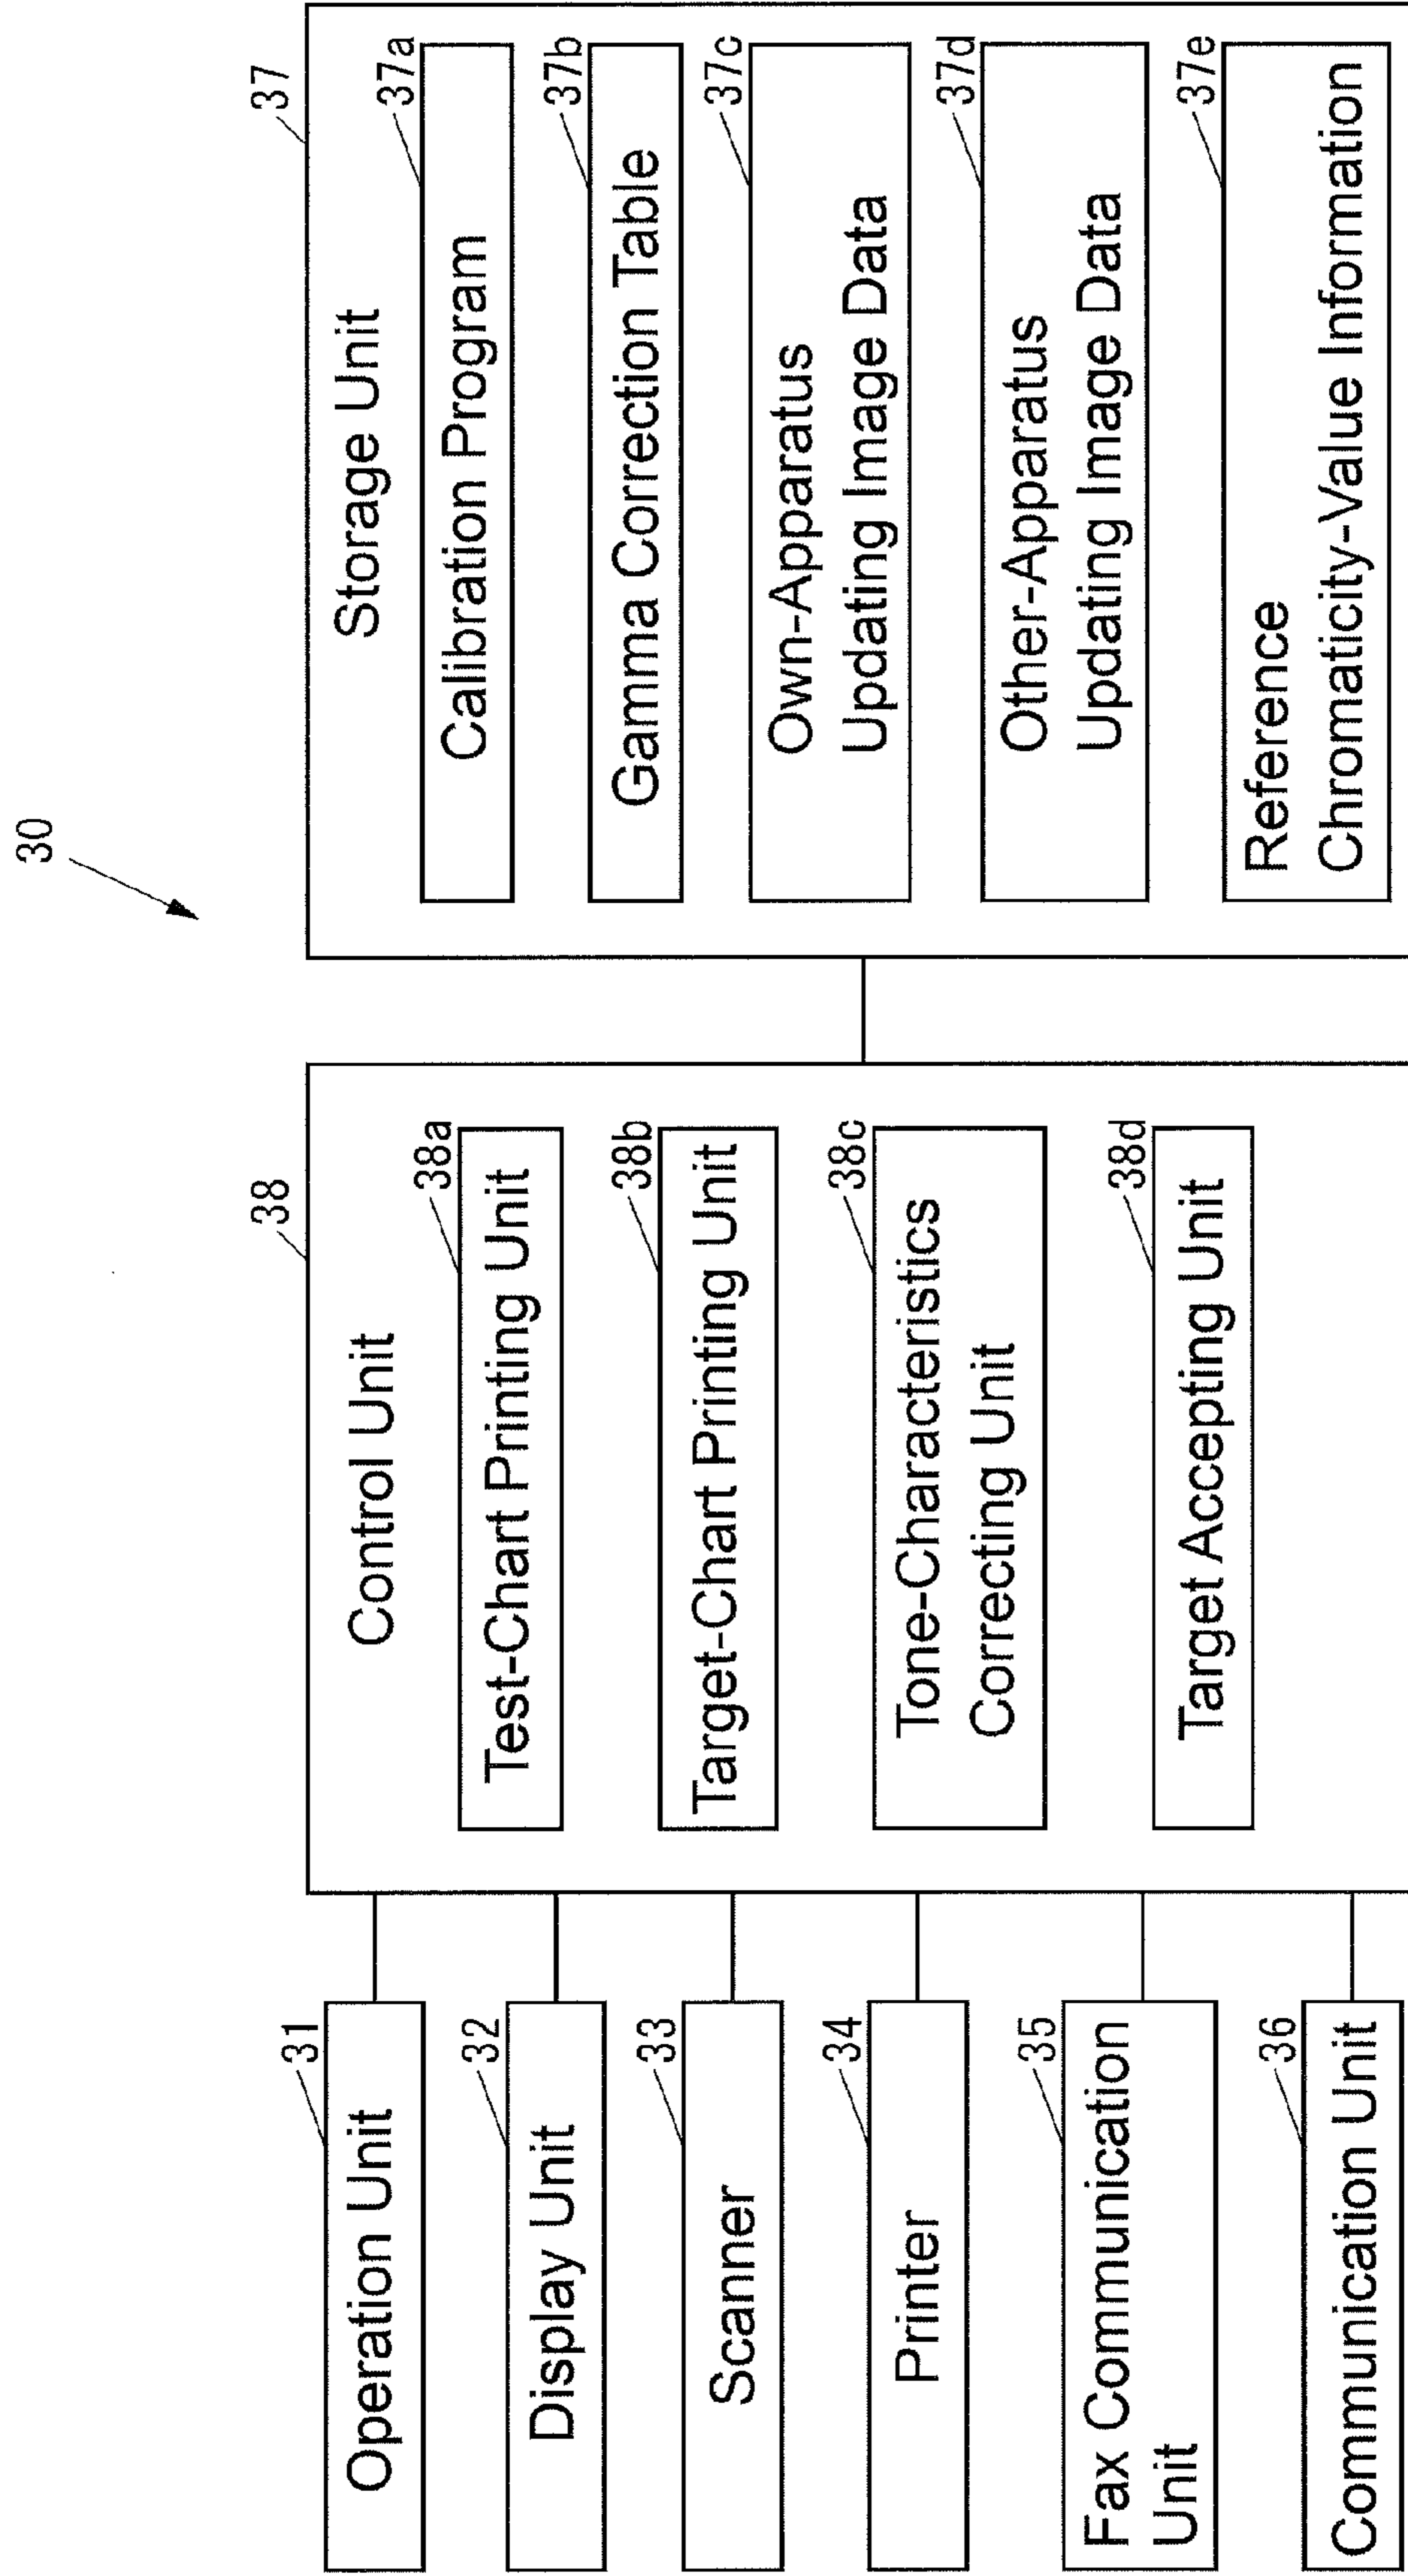 30
31
Operation Unit
32
Display Unit
33
Scanner
34
Printer
35
Fax Communication
Unit
36
Communication Unit
38
Control Unit
38a
Test-Chart Printing Unit
38b
Target-Chart Printing Unit
38c
Tone-Characteristics
Correcting Unit
38d
Target Accepting Unit
37
Storage Unit
37a
Calibration Program
37b
Gamma Correction Table
37c
Own-Apparatus
Updating Image Data
37d
Other-Apparatus
Updating Image Data
37e
Reference
Chromaticity-Value Information